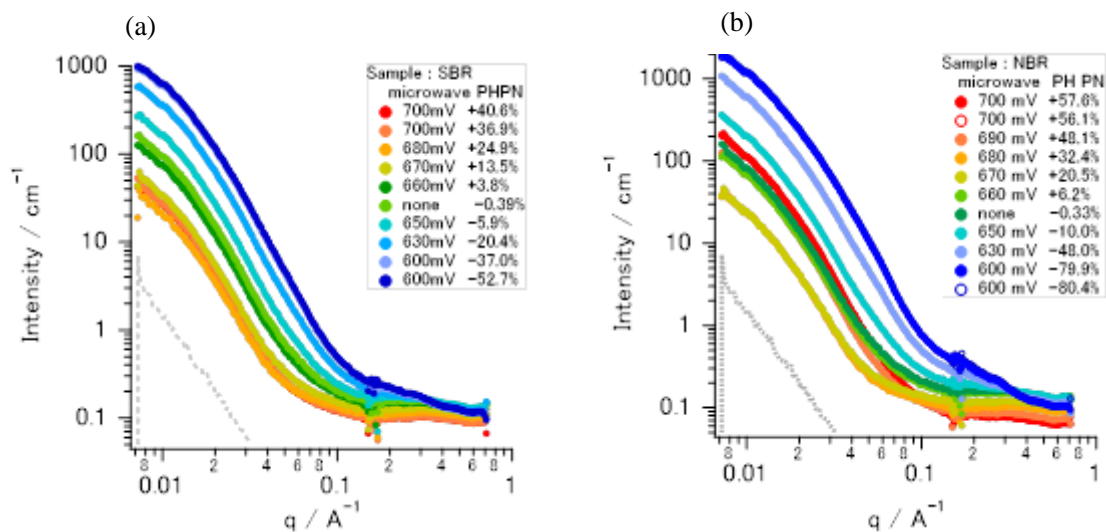 (a)
1000
100
10
1
0.1
Intensity / cm⁻¹
Sample : SBR
microwave PHPN
700mV +40.6%
700mV +36.9%
680mV +24.9%
670mV +13.5%
660mV +3.8%
none -0.39%
650mV -5.9%
630mV -20.4%
600mV -37.0%
600mV -52.7%
8 2 4 6 8 2 4 6 8
0.01 0.1 1
q / A⁻¹
(b)
1000
100
10
1
0.1
Intensity / cm⁻¹
Sample : NBR
microwave PH PN
700 mV +57.6%
700 mV +56.1%
690 mV +48.1%
680 mV +32.4%
670 mV +20.5%
660 mV +6.2%
none -0.33%
650 mV -10.0%
630 mV -48.0%
600 mV -79.9%
600 mV -80.4%
8 2 4 6 8 2 4 6 8
0.01 0.1 1
q / A⁻¹